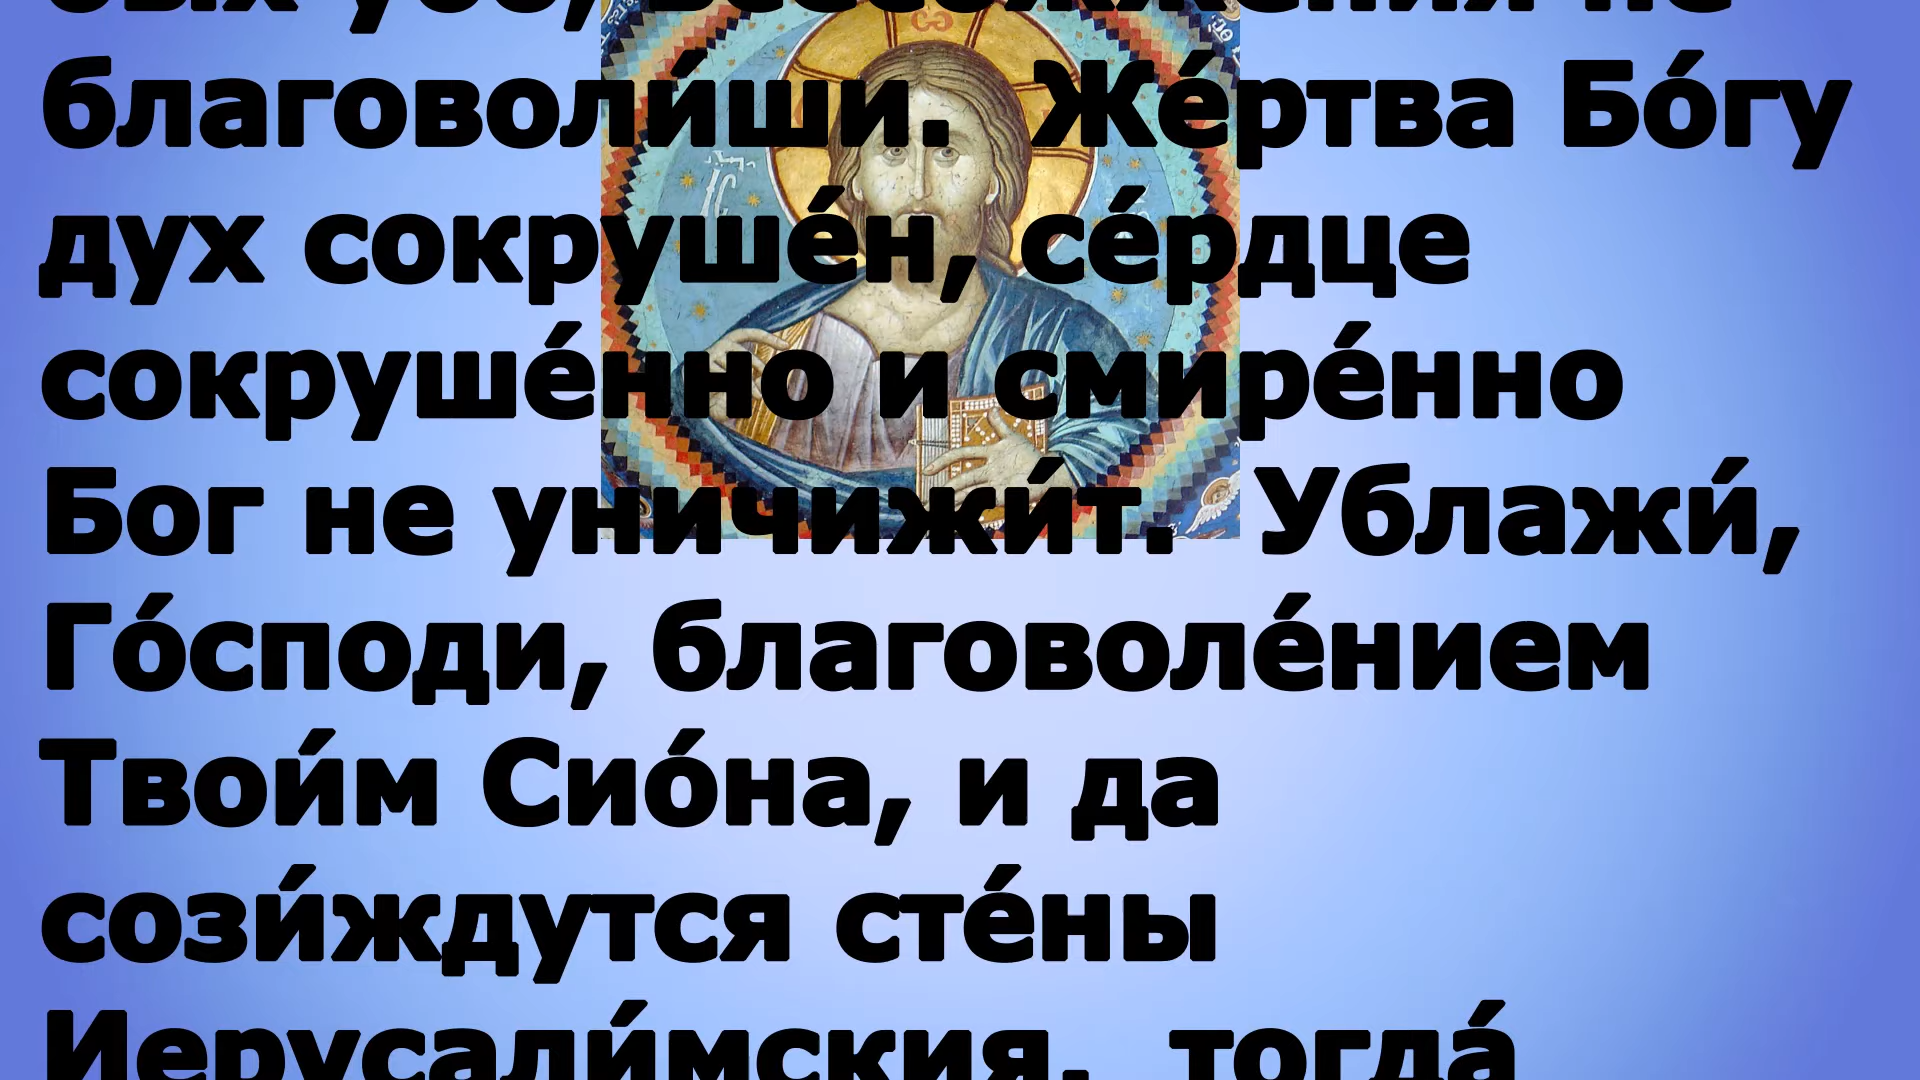 благоволи́ши. Же́ртва Бо́гу
дух сокруше́н, се́рдце
сокруше́нно и смире́нно
Бог не уничижи́т. Ублажи́,
Го́споди, благоволе́нием
Твои́м Сио́на, и да
сози́ждутся сте́ны
Иерусали́мския, тогда́